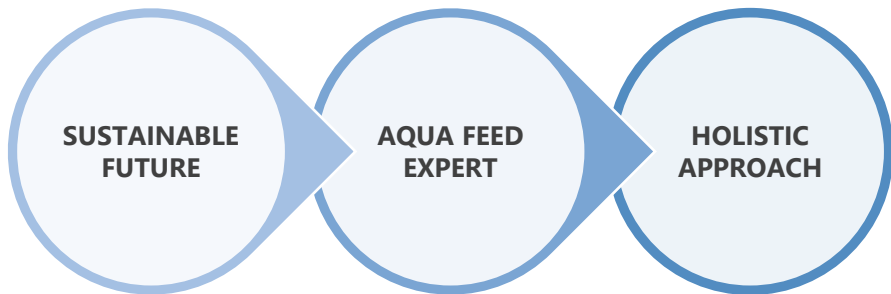 SUSTAINABLE
FUTURE
AQUA FEED
EXPERT
HOLISTIC
APPROACH